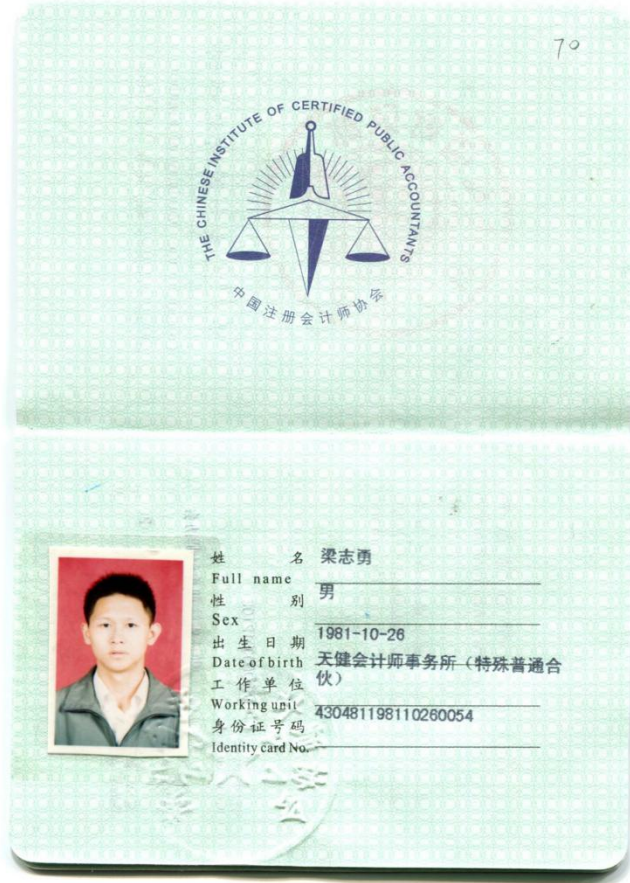 70
THE CHINESE INSTITUTE OF CERTIFIED PUBLIC ACCOUNTANTS
中国注册会计师协会
姓 名 梁志勇
Full name
性 别 男
Sex
出生日期 1981-10-26
Date of birth
工作单位 天健会计师事务所（特殊普通合
伙）
Working unit
身份证号码 430481198110260054
Identity card No.